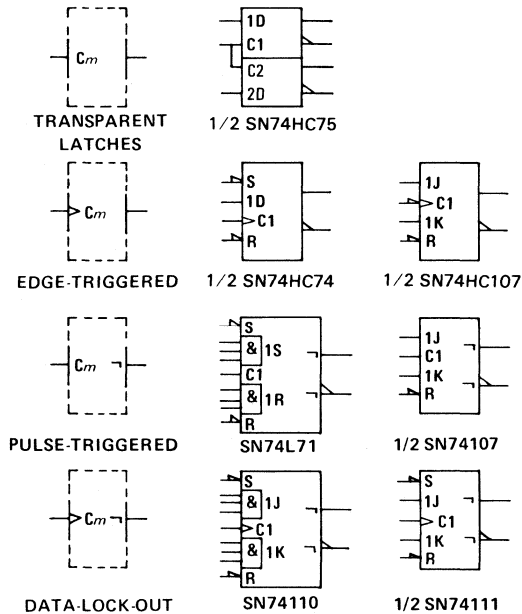 Cm
1D
C1
C2
2D
TRANSPARENT
LATCHES
1/2 SN74HC75
Cm
S
1D
C1
R
1J
C1
1K
R
EDGE-TRIGGERED
1/2 SN74HC74
1/2 SN74HC107
Cm ¬
S
& 1S
C1
& 1R
R
¬
¬
1J
C1
1K
R
¬
¬
PULSE-TRIGGERED
SN74L71
1/2 SN74107
Cm ¬
S
& 1J
C1
& 1K
R
¬
¬
S
1J
C1
1K
R
¬
¬
DATA-LOCK-OUT
SN74110
1/2 SN74111